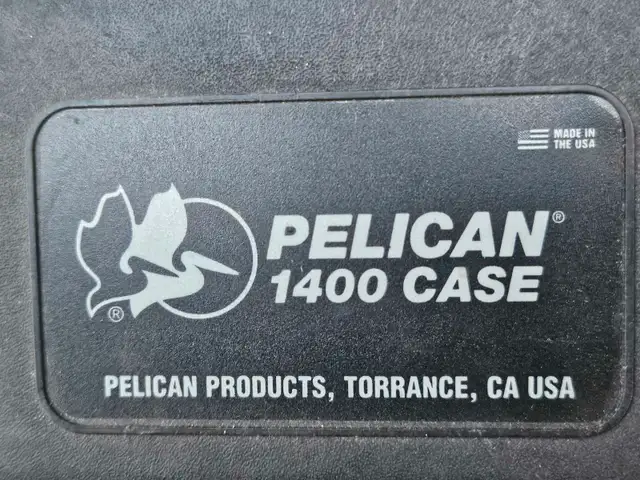 MADE IN
THE USA
PELICAN®
1400 CASE
®
PELICAN PRODUCTS, TORRANCE, CA USA